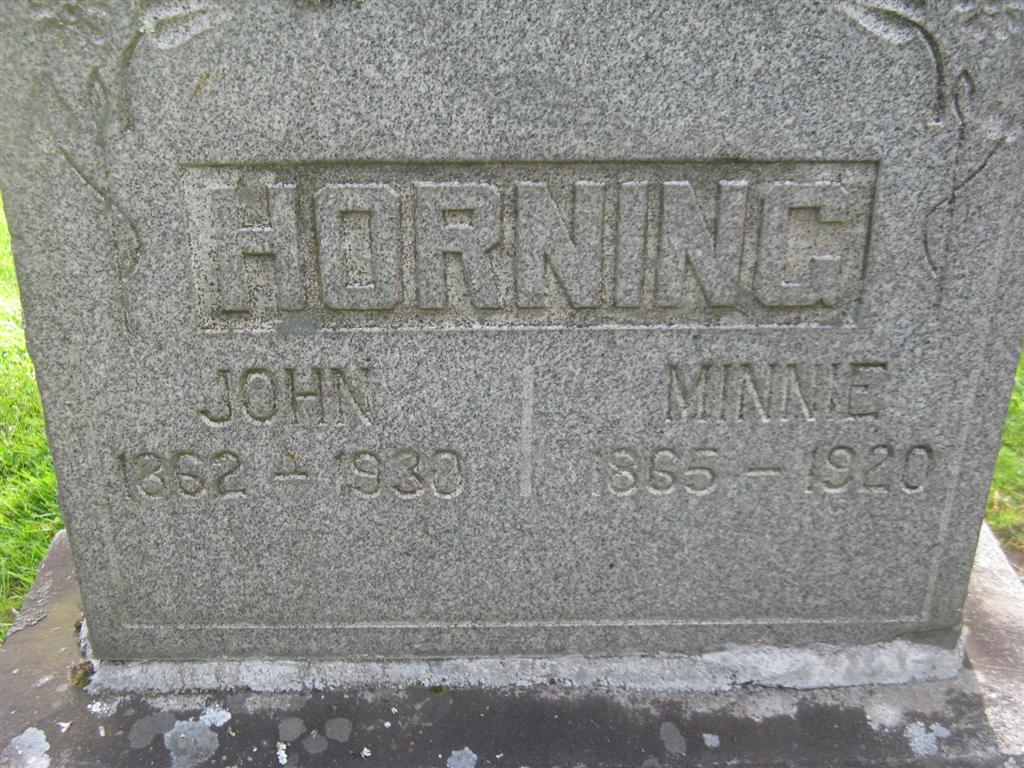 HORNING
JOHN
1862 - 1930
MINNIE
1865 - 1920